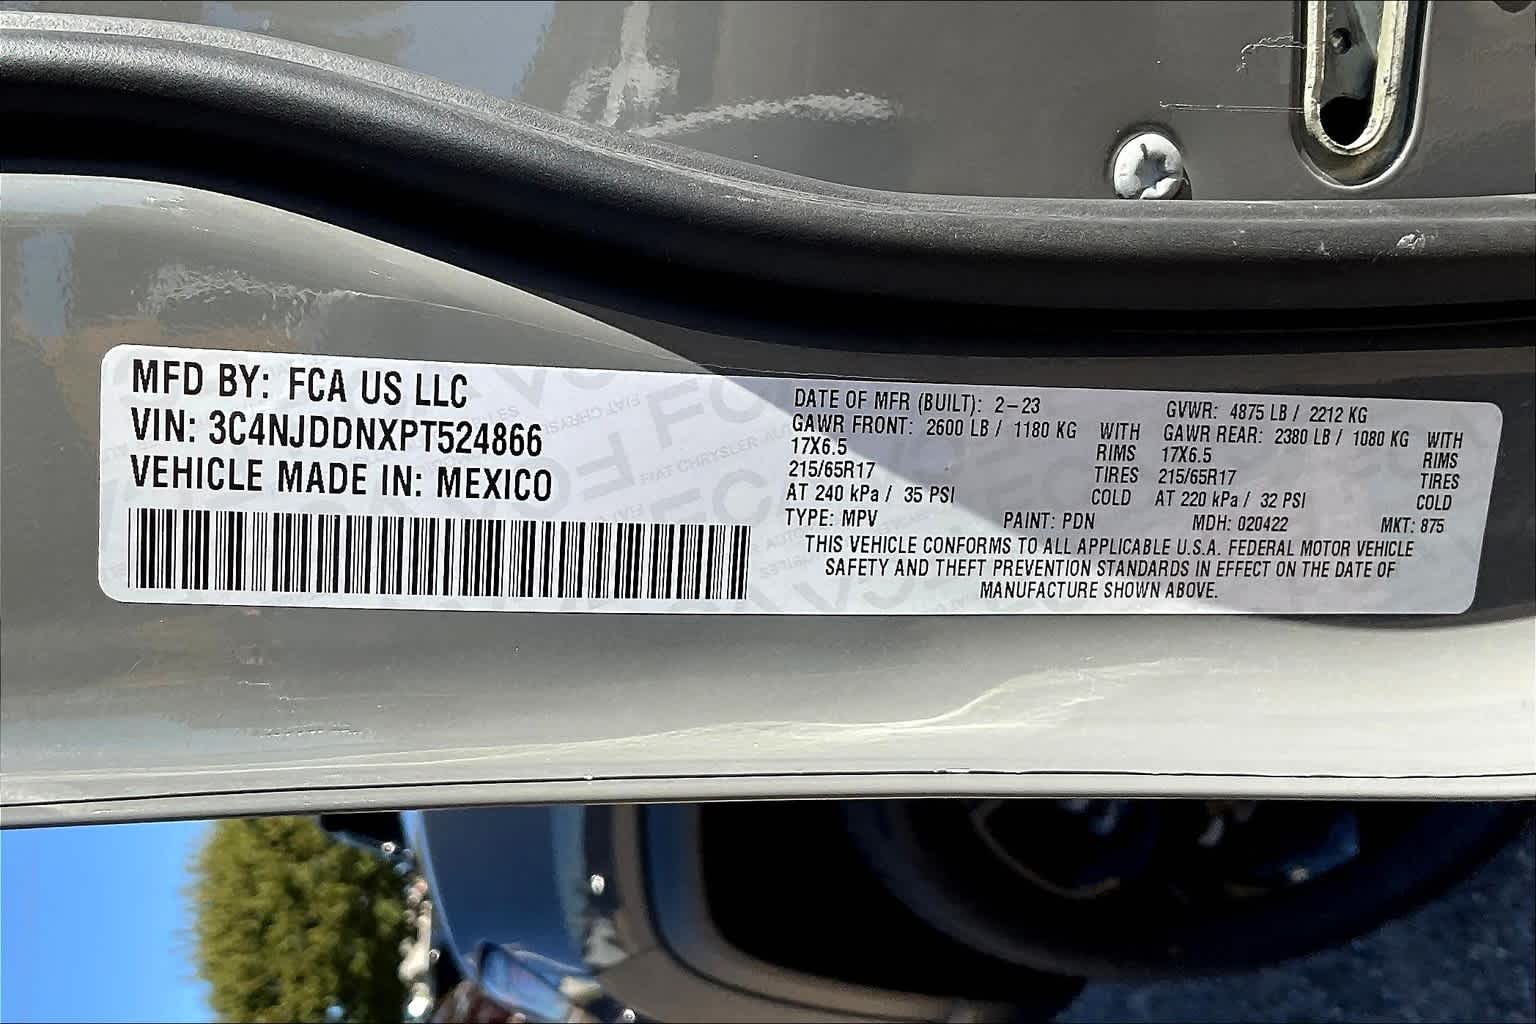 MFD BY: FCA US LLC
VIN: 3C4NJDDNXPT524866
VEHICLE MADE IN: MEXICO
DATE OF MFR (BUILT): 2-23 GVWR: 4875 LB / 2212 KG
GAWR FRONT: 2600 LB / 1180 KG WITH GAWR REAR: 2380 LB / 1080 KG WITH
17X6.5 RIMS 17X6.5 RIMS
215/65R17 TIRES 215/65R17 TIRES
AT 240 kPa / 35 PSI COLD AT 220 kPa / 32 PSI COLD
TYPE: MPV PAINT: PDN MDH: 020422 MKT: 875
THIS VEHICLE CONFORMS TO ALL APPLICABLE U.S.A. FEDERAL MOTOR VEHICLE
SAFETY AND THEFT PREVENTION STANDARDS IN EFFECT ON THE DATE OF
MANUFACTURE SHOWN ABOVE.